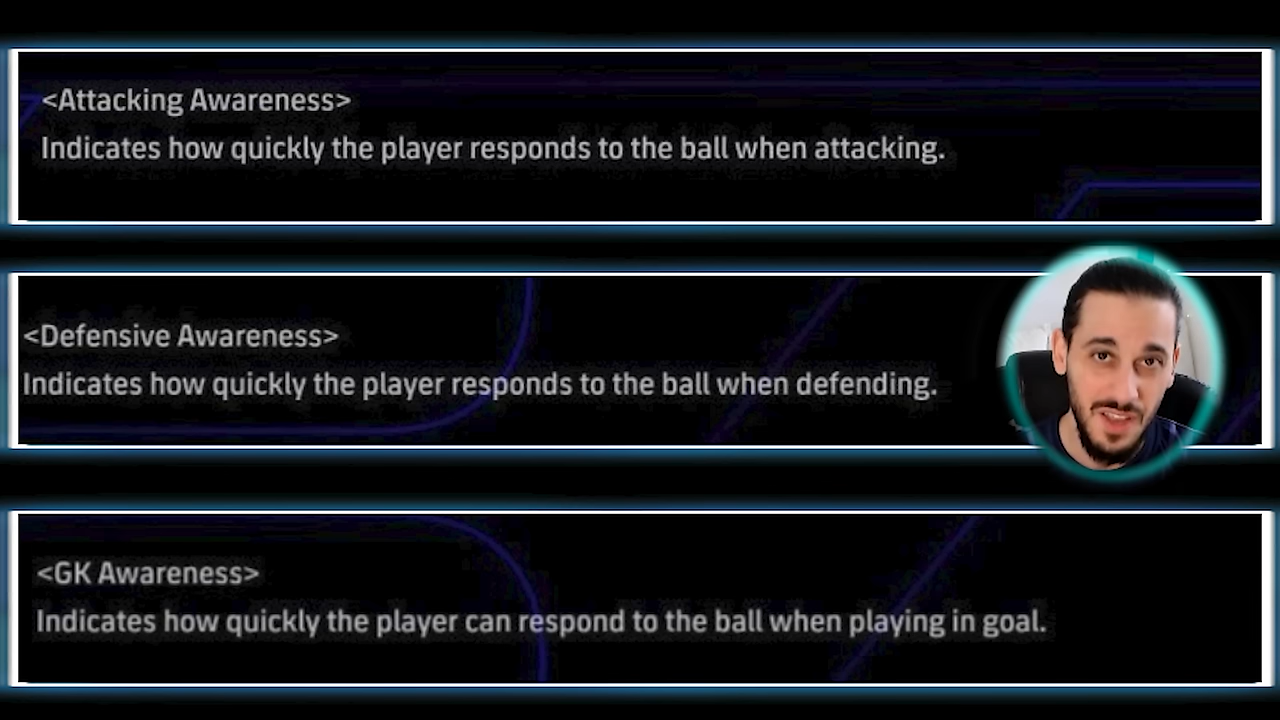 <Attacking Awareness>
Indicates how quickly the player responds to the ball when attacking.
<Defensive Awareness>
Indicates how quickly the player responds to the ball when defending.
<GK Awareness>
Indicates how quickly the player can respond to the ball when playing in goal.